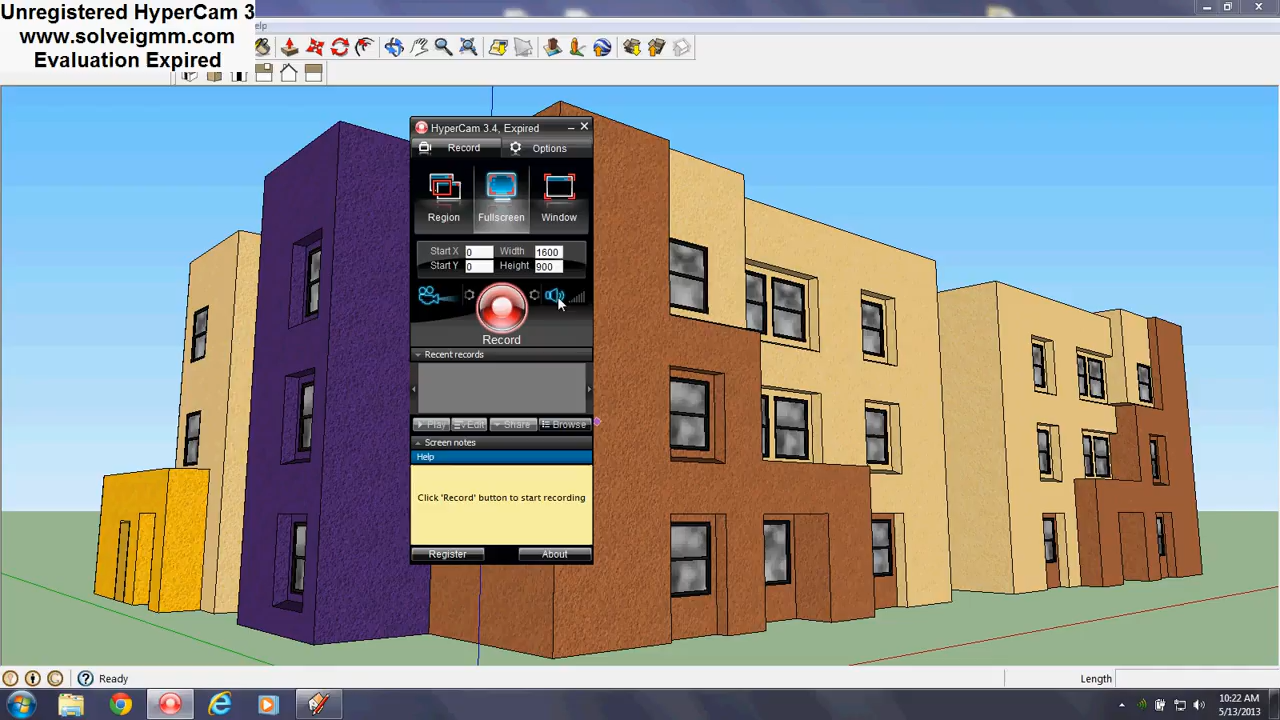 Unregistered HyperCam 3
www.solveigmm.com
Evaluation Expired
elp
HyperCam 3.4, Expired
Record
Options
Region
Fullscreen
Window
Start X 0 Width 1600
Start Y 0 Height 900
Record
Recent records
Play Edit Share Browse
Screen notes
Help
Click 'Record' button to start recording
Register About
Ready
Length
10:22 AM
5/13/2013